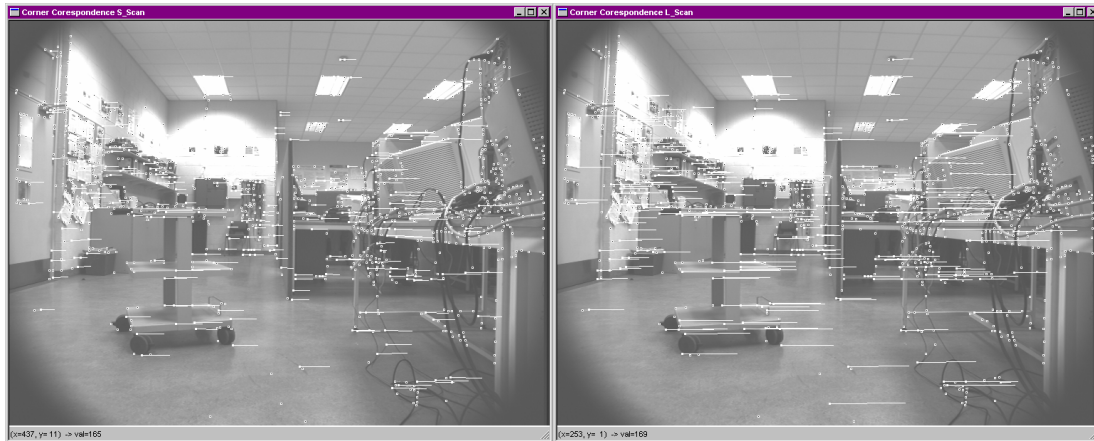 Corner Corespondence S_Scan
Corner Corespondence L_Scan
(x=437, y= 11) -> val=165
(x=253, y= 1) -> val=169